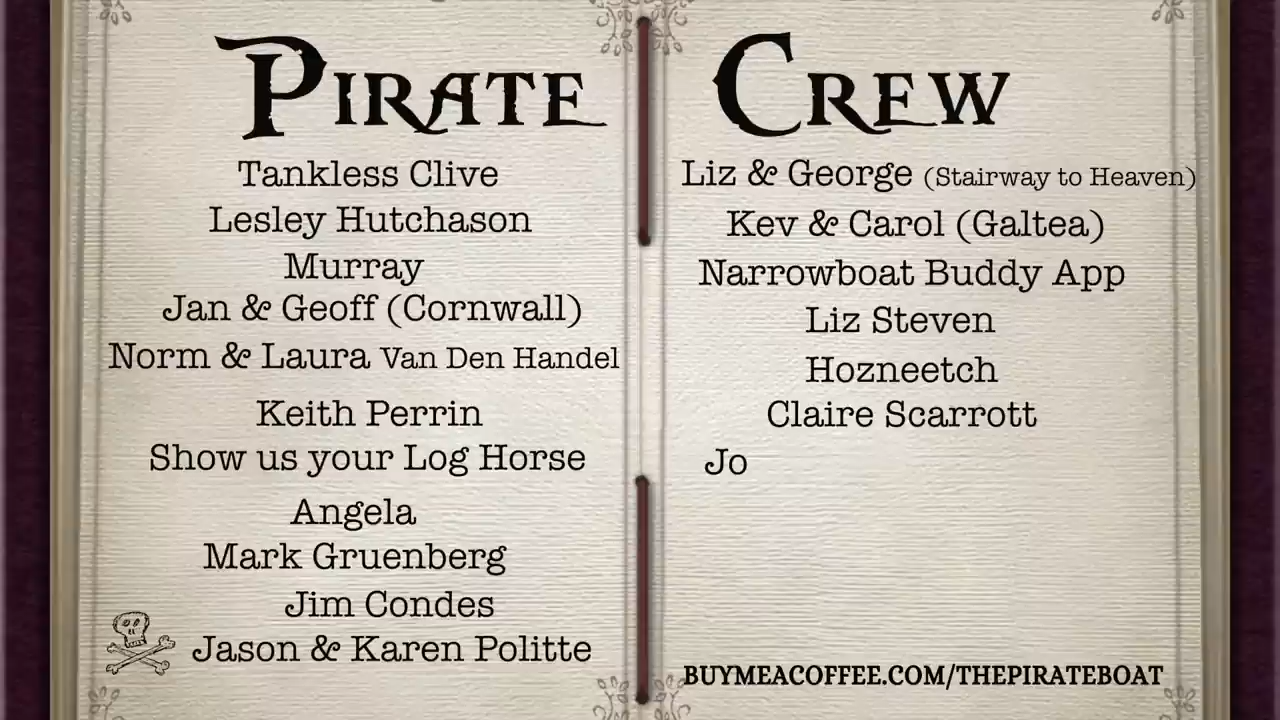 PIRATE
Tankless Clive
Lesley Hutchason
Murray
Jan & Geoff (Cornwall)
Norm & Laura Van Den Handel
Keith Perrin
Show us your Log Horse
Angela
Mark Gruenberg
Jim Condes
Jason & Karen Politte
CREW
Liz & George (Stairway to Heaven)
Kev & Carol (Galtea)
Narrowboat Buddy App
Liz Steven
Hozneetch
Claire Scarrott
Jo
BUYMEACOFFEE.COM/THEPIRATEBOAT